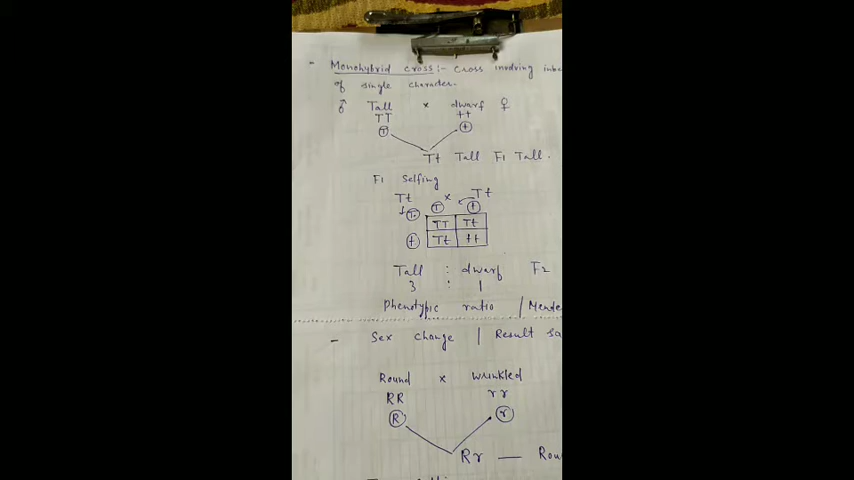 - Monohybrid cross :- Cross involving
of single character.
♂ Tall x dwarf ♀
TT tt
T t
Tt Tall F1 Tall.
F1 Selfing
Tt x Tt
T T t
TT Tt
t Tt tt
Tall : dwarf F2
3 : 1
Phenotypic ratio /
- Sex change | Result
Round x wrinkled
RR rr
R r
Rr —